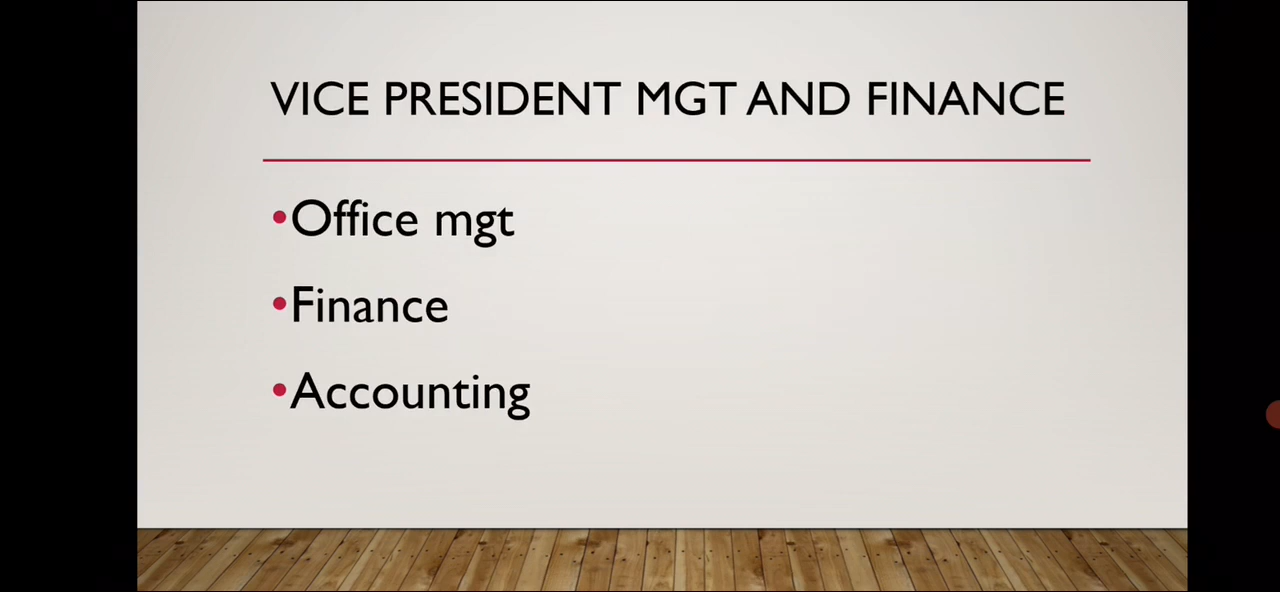 VICE PRESIDENT MGT AND FINANCE
•Office mgt
•Finance
•Accounting